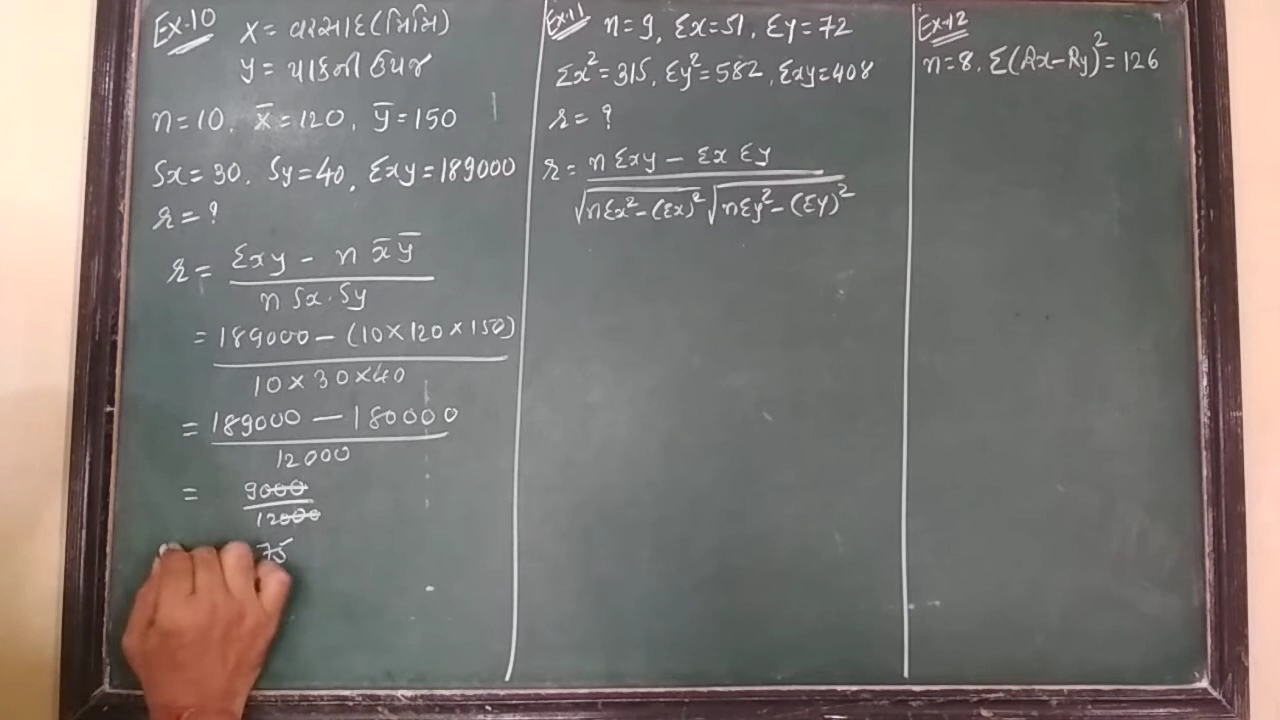 Ex-10 x = વરસાદ (મિમિ)
y = પાકની ઉપજ
n = 10, x̅ = 120, y̅ = 150
Sx = 30, Sy = 40, Σxy = 189000
r = ?
r = Σxy - n x̅ y̅
n Sx . Sy
= 189000 - (10 × 120 × 150)
10 × 30 × 40
= 189000 - 180000
12000
= 9000
12000
75
Ex-11 n = 9, Σx = 51, Σy = 72
Σx² = 315, Σy² = 582, Σxy = 408
r = ?
r = n Σxy - Σx Σy
√nΣx² - (Σx)² √nΣy² - (Σy)²
Ex-12
n = 8, Σ(Rx - Ry)² = 126